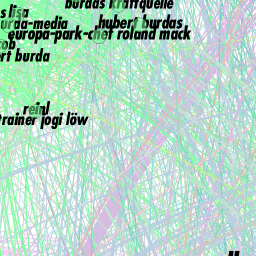 burdas kraftquelle
s lisa
urda-media
hubert burdas
europa-park-chef roland mack
ob
rt burda
reinl
trainer jogi löw